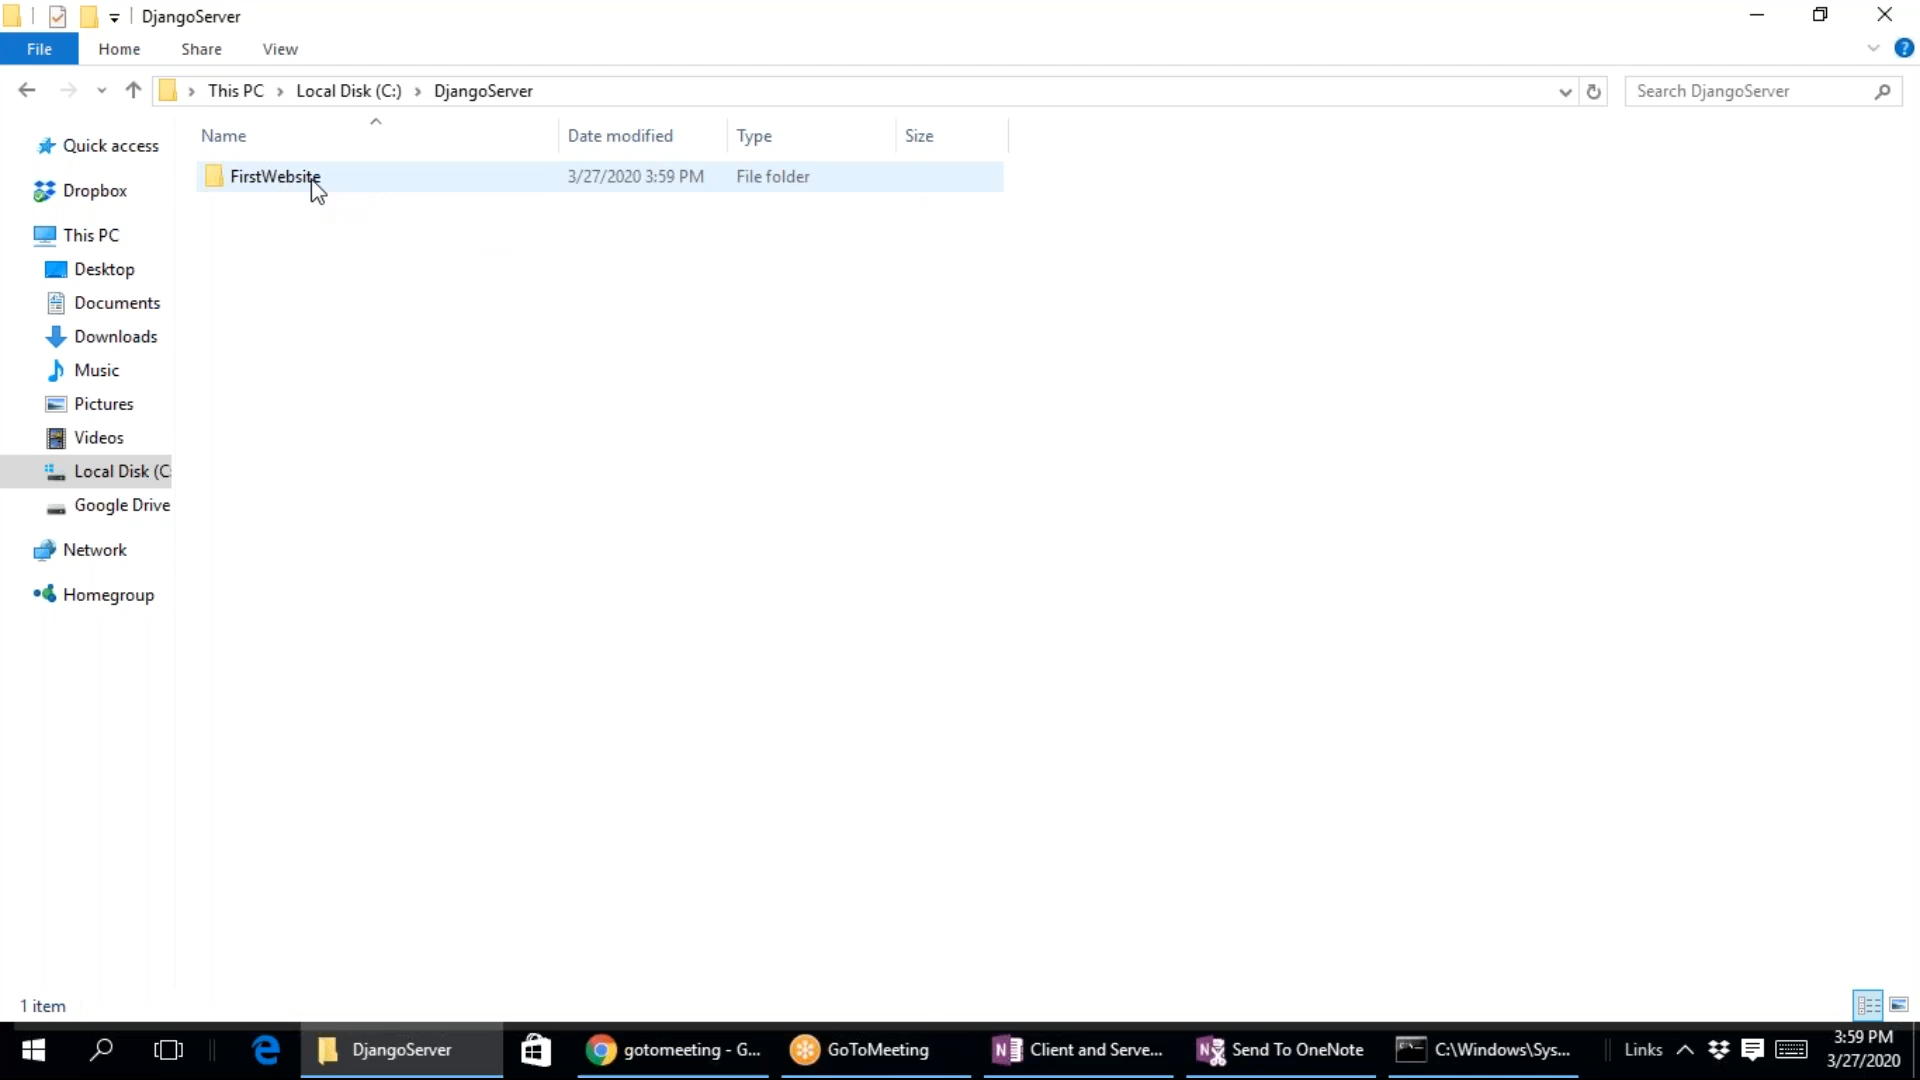 DjangoServer
File Home Share View
This PC Local Disk (C:) DjangoServer Search DjangoServer
Name Date modified Type Size
FirstWebsite 3/27/2020 3:59 PM File folder
Quick access
Dropbox
This PC
Desktop
Documents
Downloads
Music
Pictures
Videos
Local Disk (C:
Google Drive
Network
Homegroup
1 item
DjangoServer gotomeeting - G... GoToMeeting Client and Serve... Send To OneNote C:\Windows\Sys... Links 3:59 PM
3/27/2020